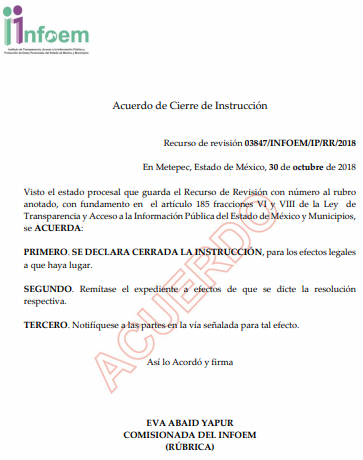 infoem
Instituto de Transparencia, Acceso a la Información Pública y
Protección de Datos Personales del Estado de México y Municipios
Acuerdo de Cierre de Instrucción
Recurso de revisión 03847/INFOEM/IP/RR/2018
En Metepec, Estado de México, 30 de octubre de 2018
Visto el estado procesal que guarda el Recurso de Revisión con número al rubro
anotado, con fundamento en el artículo 185 fracciones VI y VIII de la Ley de
Transparencia y Acceso a la Información Pública del Estado de México y Municipios,
se ACUERDA:
PRIMERO. SE DECLARA CERRADA LA INSTRUCCIÓN, para los efectos legales
a que haya lugar.
SEGUNDO. Remítase el expediente a efectos de que se dicte la resolución
respectiva.
TERCERO. Notifíquese a las partes en la vía señalada para tal efecto.
Así lo Acordó y firma
ACUERDO
EVA ABAID YAPUR
COMISIONADA DEL INFOEM
(RÚBRICA)